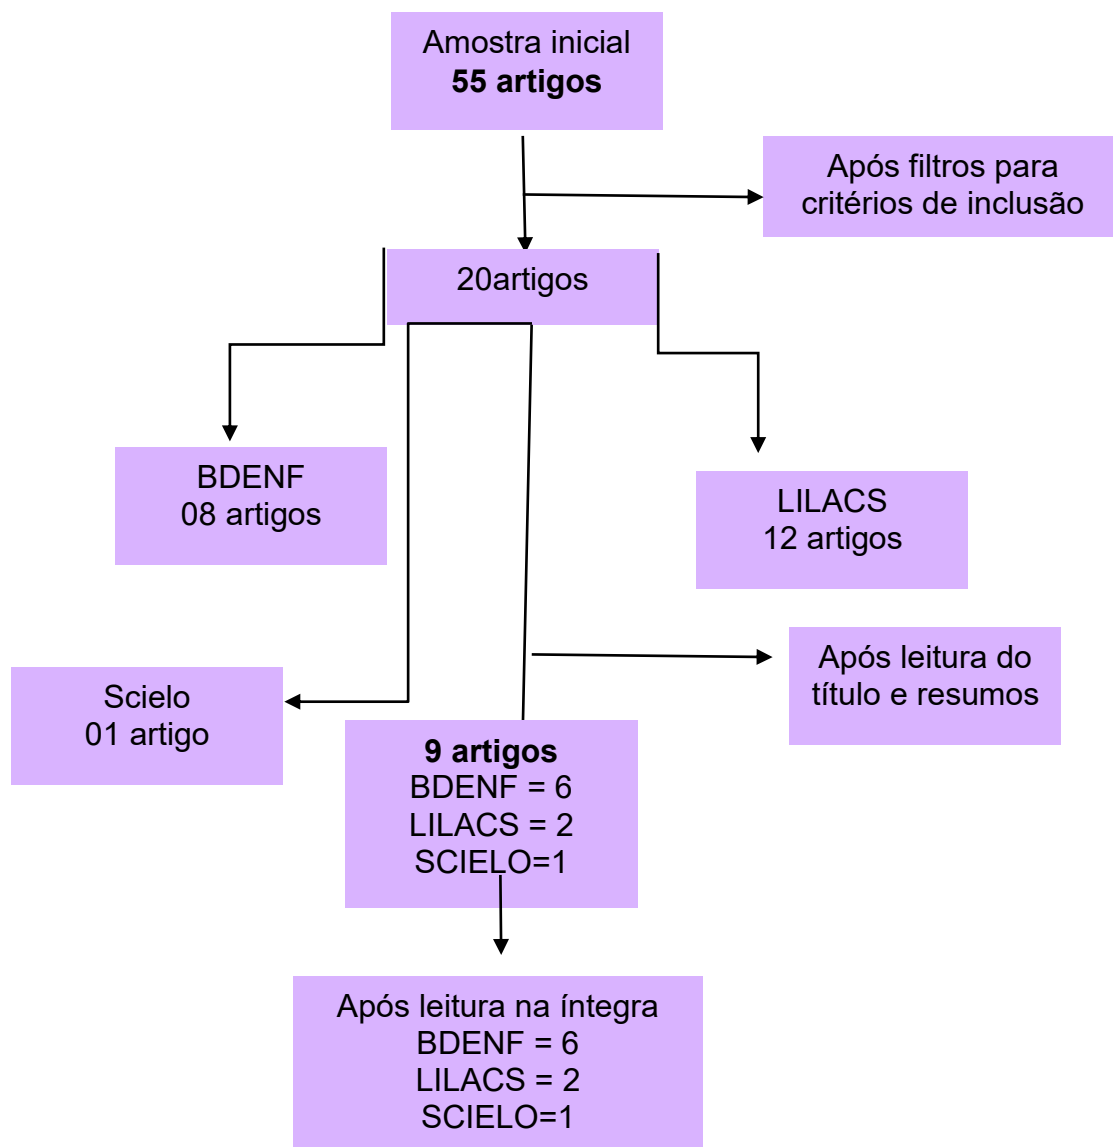 Amostra inicial
55 artigos
Após filtros para
critérios de inclusão
20artigos
BDENF
08 artigos
LILACS
12 artigos
Após leitura do
título e resumos
Scielo
01 artigo
9 artigos
BDENF = 6
LILACS = 2
SCIELO=1
Após leitura na íntegra
BDENF = 6
LILACS = 2
SCIELO=1